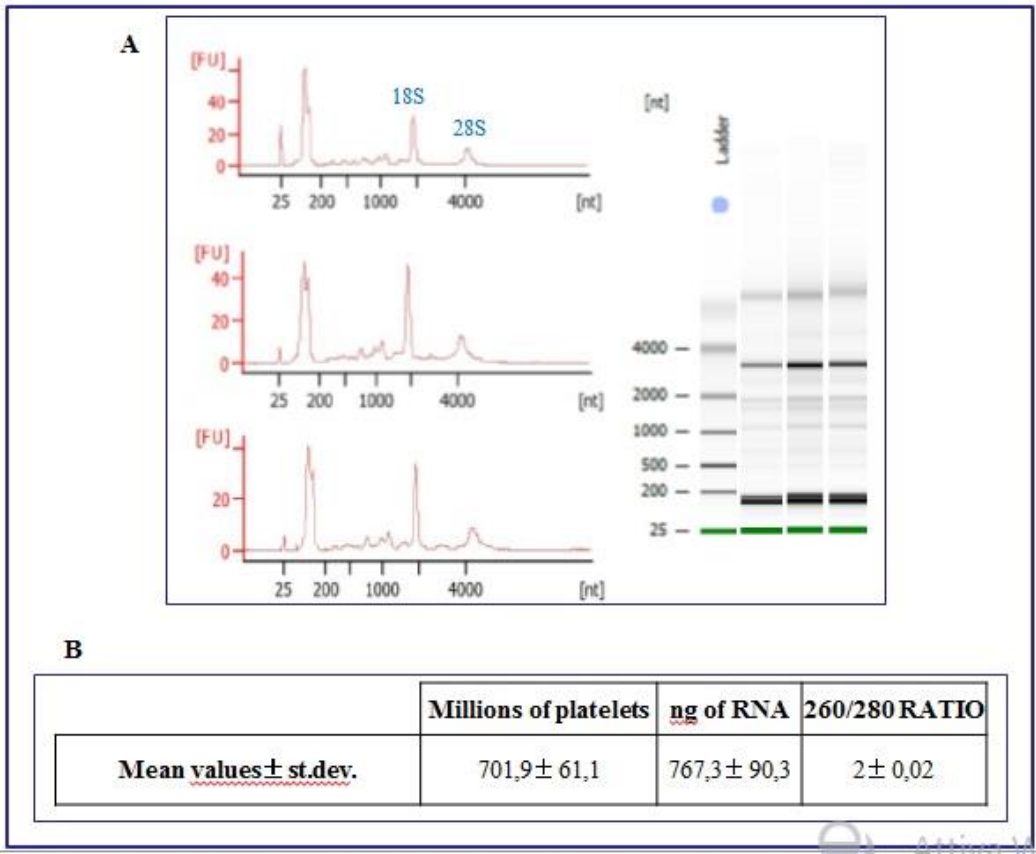 A
[FU]
40
20
0
18S
28S
25 200 1000 4000 [nt]
[FU]
40
20
0
25 200 1000 4000 [nt]
[FU]
20
0
25 200 1000 4000 [nt]
[nt]
Ladder
4000
2000
1000
500
200
25
B
Millions of platelets ng of RNA 260/280 RATIO
Mean values± st.dev. 701,9± 61,1 767,3± 90,3 2± 0,02